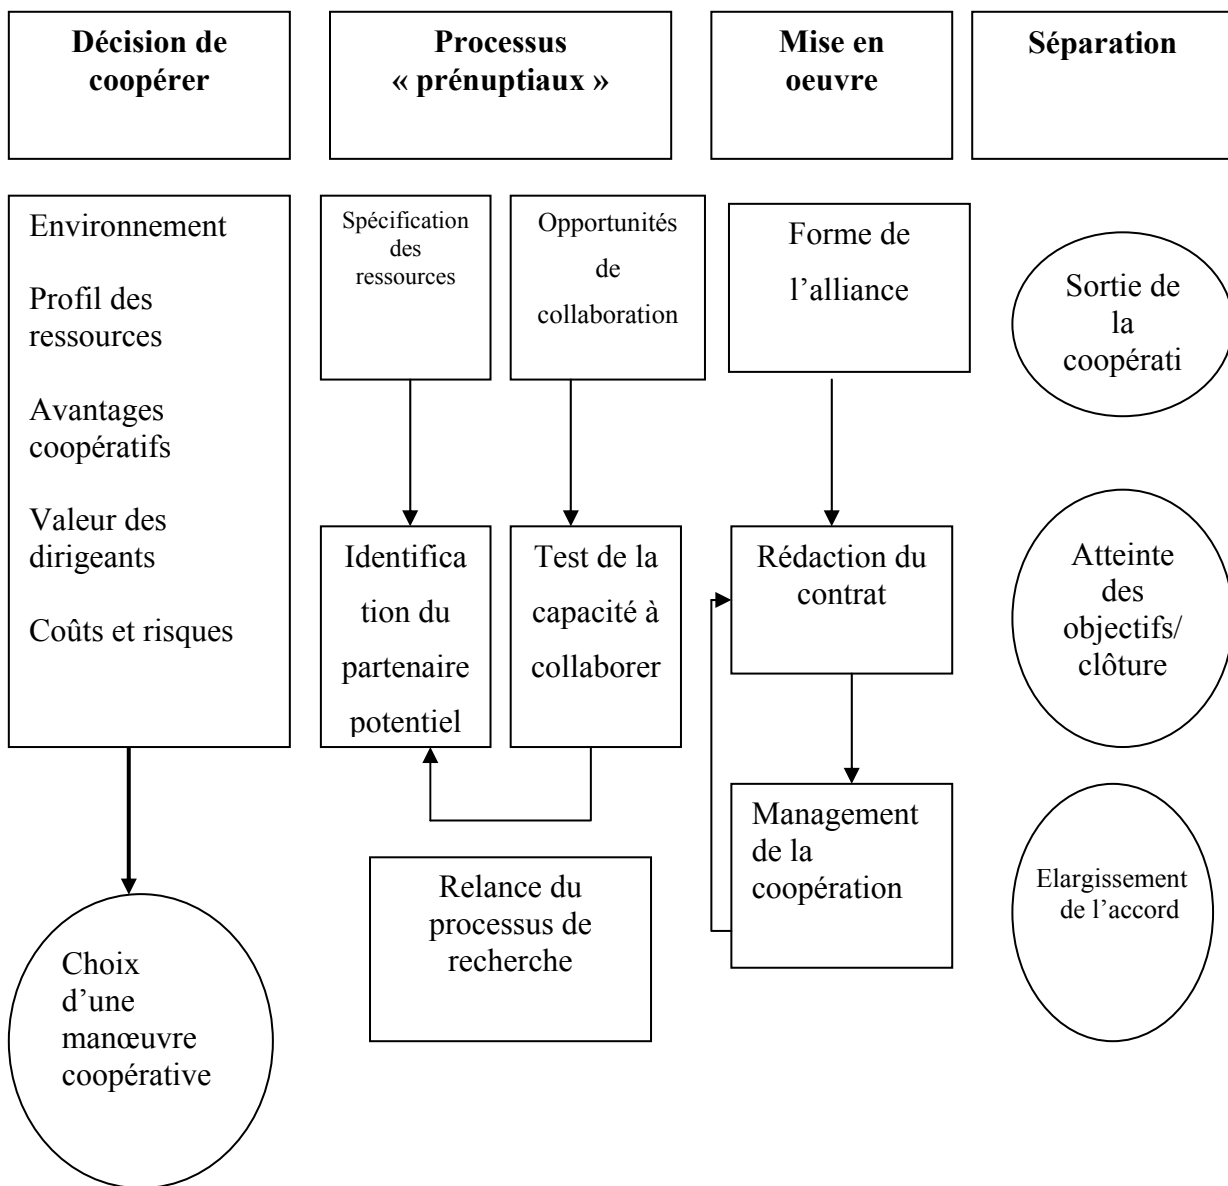 Décision de
coopérer
Processus
« prénuptiaux »
Mise en
oeuvre
Séparation
Environnement
Profil des
ressources
Avantages
coopératifs
Valeur des
dirigeants
Coûts et risques
Choix
d’une
manœuvre
coopérative
Spécification
des
ressources
Opportunités
de
collaboration
Identifica
tion du
partenaire
potentiel
Test de la
capacité à
collaborer
Relance du
processus de
recherche
Forme de
l’alliance
Rédaction du
contrat
Management
de la
coopération
Sortie de
la
coopérati
Atteinte
des
objectifs/
clôture
Elargissement
de l’accord